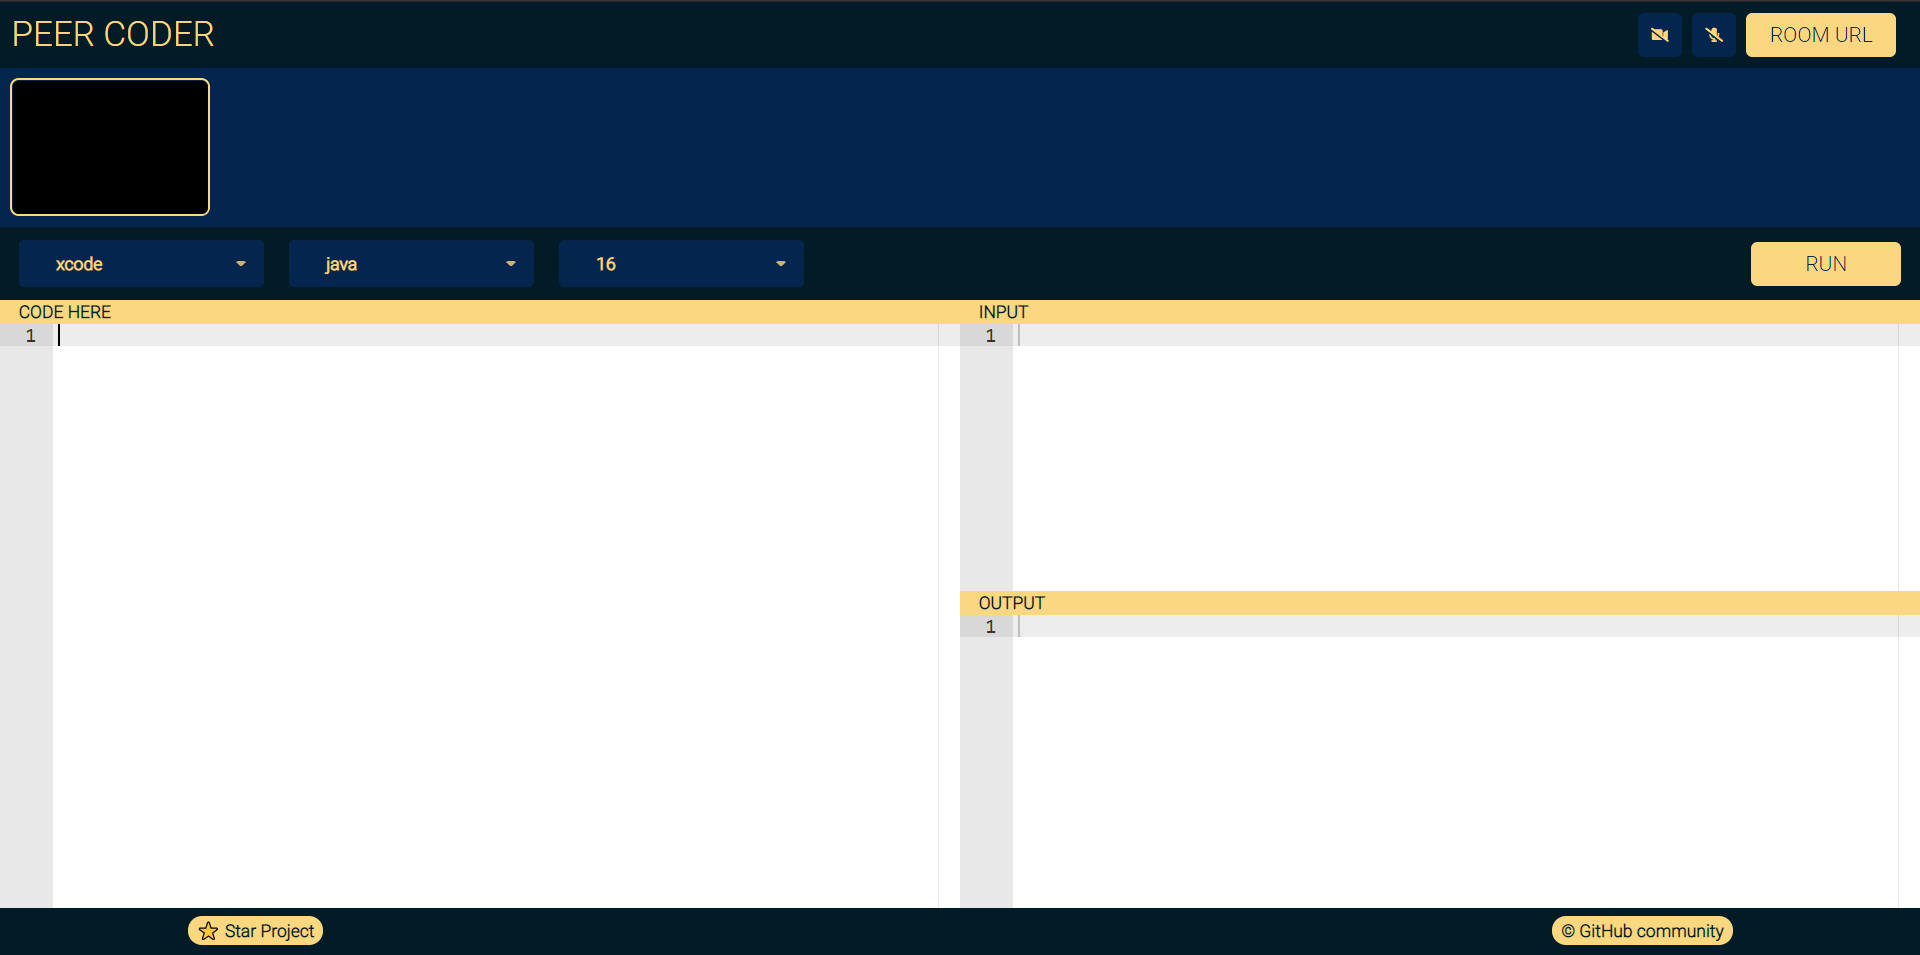 PEER CODER
ROOM URL
xcode
java
16
RUN
CODE HERE
1
INPUT
1
OUTPUT
1
Star Project
© GitHub community